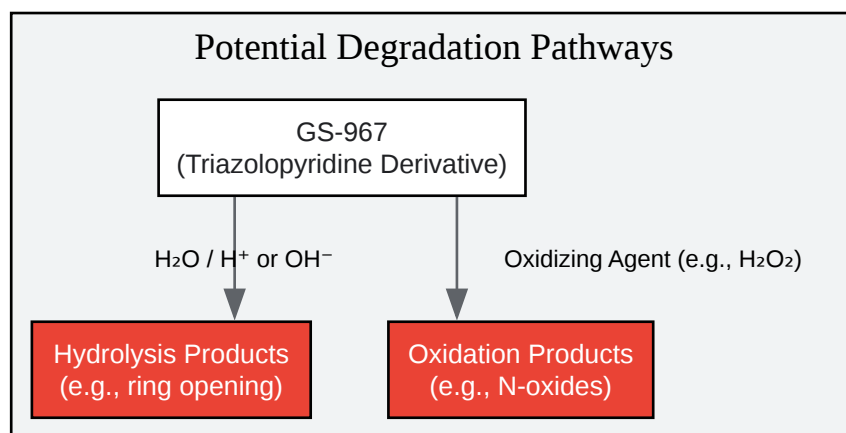 Potential Degradation Pathways
GS-967
(Triazolopyridine Derivative)
H₂O / H⁺ or OH⁻
Oxidizing Agent (e.g., H₂O₂)
Hydrolysis Products
(e.g., ring opening)
Oxidation Products
(e.g., N-oxides)